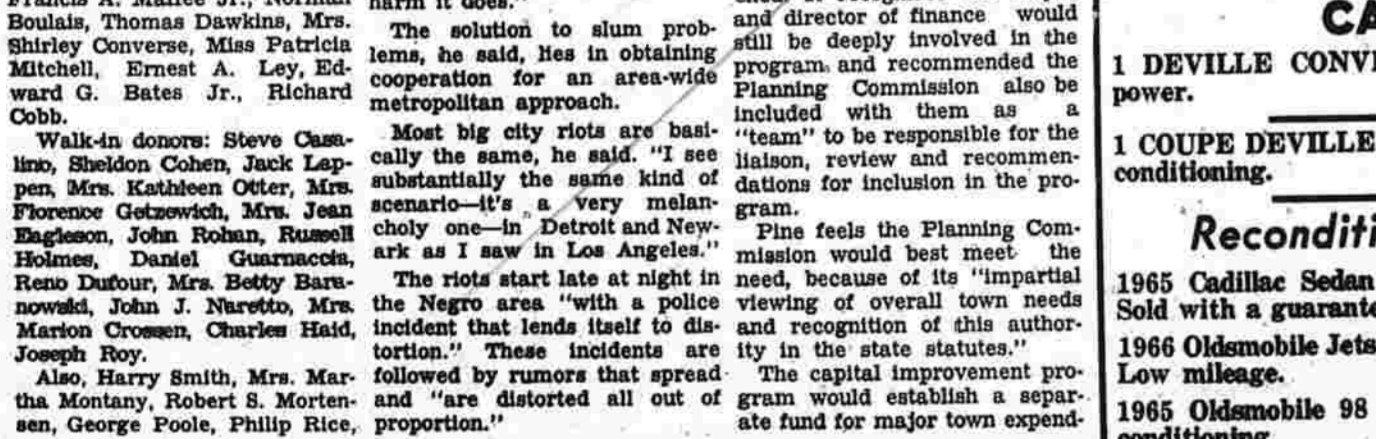 Boulais, Thomas Dawkins, Mrs.
Shirley Converse, Miss Patricia
Mitchell, Ernest A. Ley, Ed-
ward G. Bates Jr., Richard
Cobb.
Walk-in donors: Steve Casa-
lino, Sheldon Cohen, Jack Lap-
pen, Mrs. Kathleen Otter, Mrs.
Florence Getzewich, Mrs. Jean
Eagleson, John Rohan, Russell
Holmes, Daniel Guarnaccia,
Reno Dufour, Mrs. Betty Bara-
nowski, John J. Naretto, Mrs.
Marion Crossen, Charles Haid,
Joseph Roy.
Also, Harry Smith, Mrs. Mar-
tha Montany, Robert S. Morten-
sen, George Poole, Philip Rice,
harm it does."
The solution to slum prob-
lems, he said, lies in obtaining
cooperation for an area-wide
metropolitan approach.
Most big city riots are basi-
cally the same, he said. "I see
substantially the same kind of
scenario—it's a very melan-
choly one—in Detroit and New-
ark as I saw in Los Angeles."
The riots start late at night in
the Negro area "with a police
incident that lends itself to dis-
tortion." These incidents are
followed by rumors that spread
and "are distorted all out of
proportion."
and director of finance would
still be deeply involved in the
program, and recommended the
Planning Commission also be
included with them as a
"team" to be responsible for the
liaison, review and recommen-
dations for inclusion in the pro-
gram.
Pine feels the Planning Com-
mission would best meet the
need, because of its "impartial
viewing of overall town needs
and recognition of this author-
ity in the state statutes."
The capital improvement pro-
gram would establish a separ-
ate fund for major town expend-
CA
1 DEVILLE CONV
power.
1 COUPE DEVILLE
conditioning.
Reconditi
1965 Cadillac Sedan
Sold with a guarante
1966 Oldsmobile Jets
Low mileage.
1965 Oldsmobile 98
conditioning